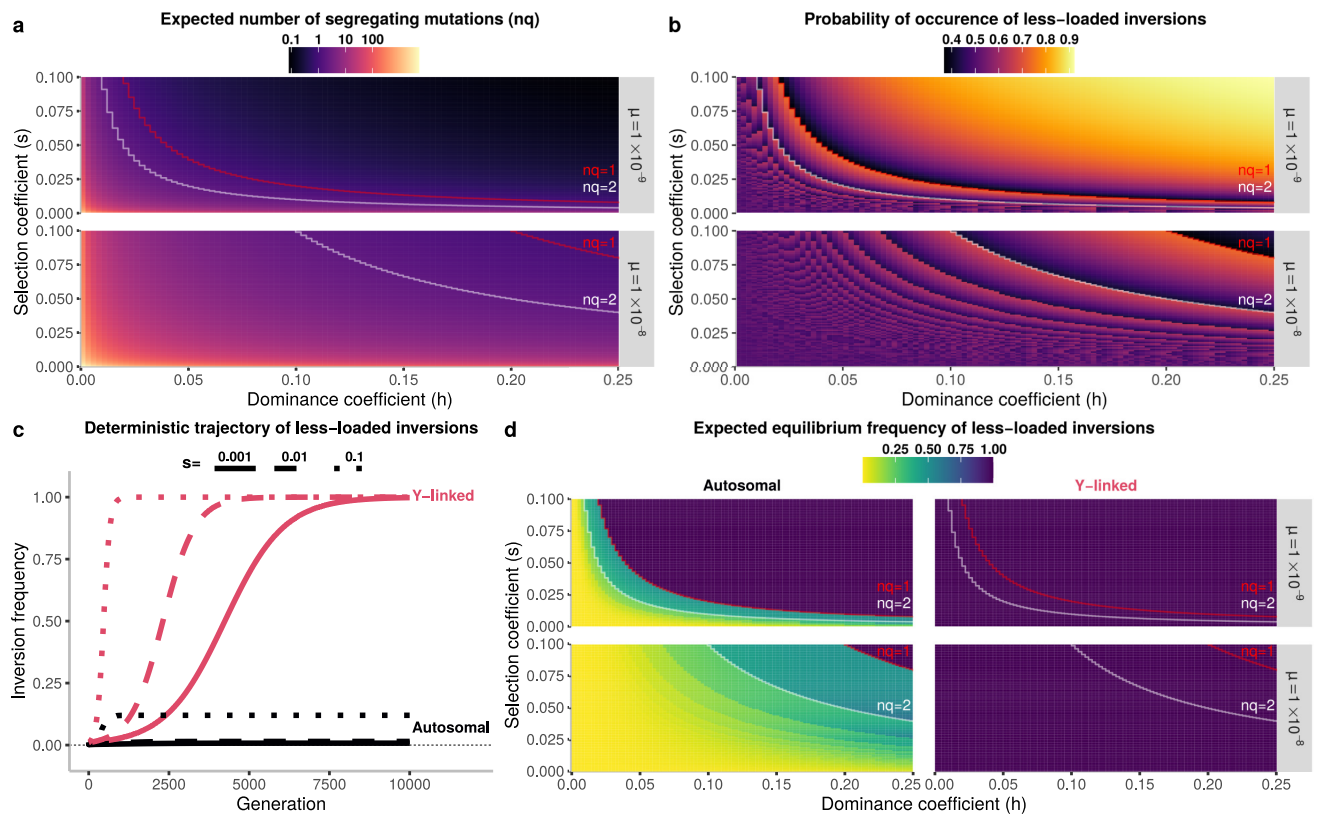 a
Expected number of segregating mutations (nq)
0.1 1 10 100
0.100
0.075
0.050
0.025
0.000
nq=1
nq=2
μ = 1 ×10⁻⁹
0.100
0.075
0.050
0.025
0.000
nq=1
nq=2
μ = 1 ×10⁻⁸
Selection coefficient (s)
0.00 0.05 0.10 0.15 0.20 0.25
Dominance coefficient (h)
b
Probability of occurence of less−loaded inversions
0.4 0.5 0.6 0.7 0.8 0.9
0.100
0.075
0.050
0.025
0.000
nq=1
nq=2
μ = 1 ×10⁻⁹
0.100
0.075
0.050
0.025
0.000
nq=1
nq=2
μ = 1 ×10⁻⁸
Selection coefficient (s)
0.00 0.05 0.10 0.15 0.20 0.25
Dominance coefficient (h)
c
Deterministic trajectory of less−loaded inversions
s= 0.001 0.01 0.1
1.00
0.75
0.50
0.25
0.00
Inversion frequency
Y−linked
Autosomal
0 2500 5000 7500 10000
Generation
d
Expected equilibrium frequency of less−loaded inversions
0.25 0.50 0.75 1.00
Autosomal
Y−linked
0.100
0.075
0.050
0.025
0.000
nq=1
nq=2
nq=1
nq=2
μ = 1 ×10⁻⁹
0.100
0.075
0.050
0.025
0.000
nq=1
nq=2
nq=1
nq=2
μ = 1 ×10⁻⁸
Selection coefficient (s)
0.00 0.05 0.10 0.15 0.20 0.25
0.00 0.05 0.10 0.15 0.20 0.25
Dominance coefficient (h)